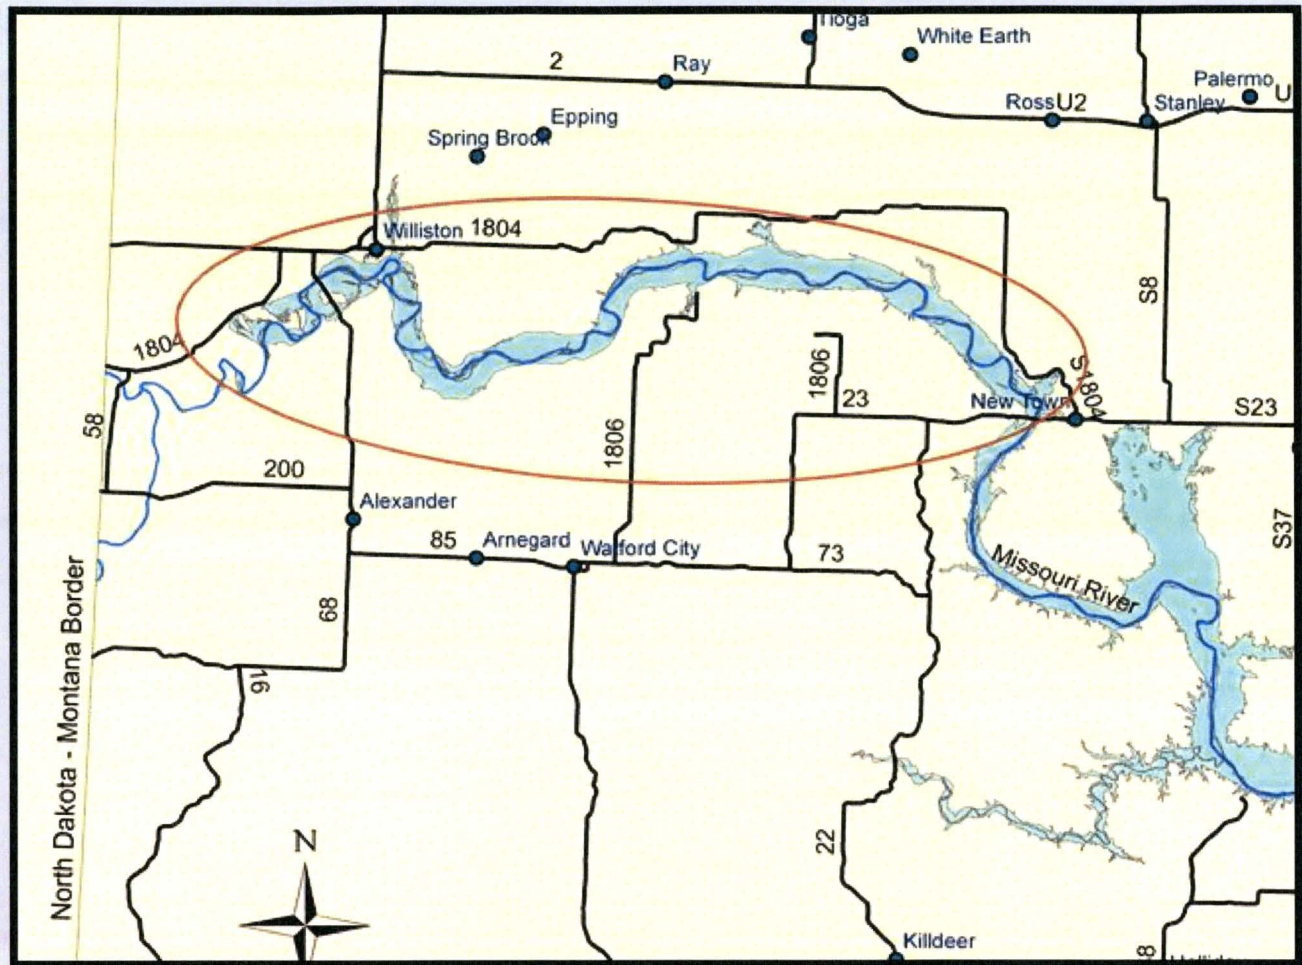 Tioga
White Earth
2
Ray
Palermo
U
Ross
U2
Stanley
Epping
Spring Brook
Williston
1804
S8
1804
1806
S 1804
23
New Town
S23
58
1806
200
Alexander
S37
85
Arnegard
Watford City
73
Missouri River
68
North Dakota - Montana Border
16
N
22
Killdeer
8